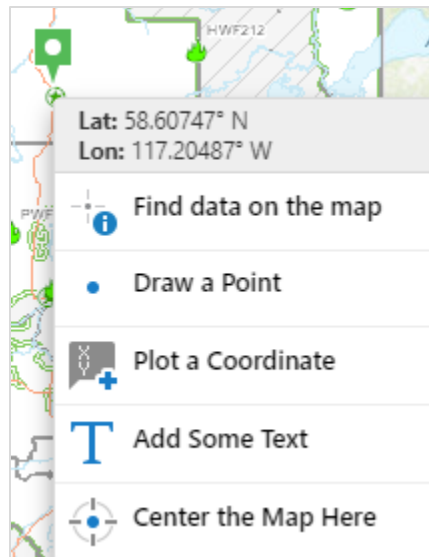 HWF212
Lat: 58.60747° N
Lon: 117.20487° W
PWF
Find data on the map
Draw a Point
Plot a Coordinate
Add Some Text
Center the Map Here